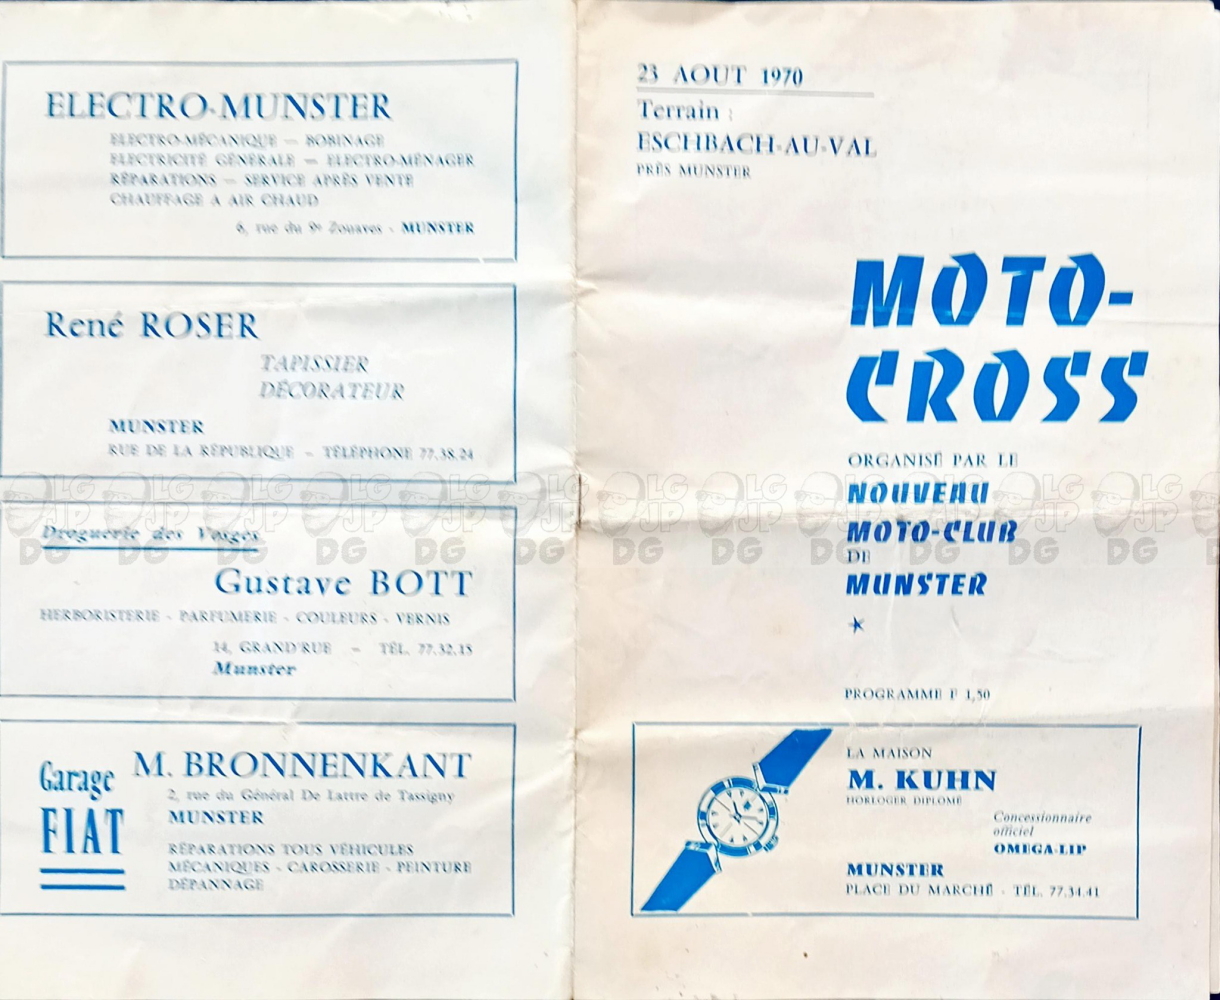 ELECTRO-MUNSTER
ELECTRO-MÉCANIQUE — BOBINAGE
ELECTRICITÉ GÉNÉRALE — ELECTRO-MÉNAGER
RÉPARATIONS — SERVICE APRÈS VENTE
CHAUFFAGE A AIR CHAUD
6, rue du 9e Zouaves - MUNSTER
René ROSER
TAPISSIER
DÉCORATEUR
MUNSTER
RUE DE LA RÉPUBLIQUE - TÉLÉPHONE 77.38.24
Droguerie des Vosges
Gustave BOTT
HERBORISTERIE - PARFUMERIE - COULEURS - VERNIS
14, GRAND'RUE - TÉL. 77.32.15
Munster
Garage
FIAT
M. BRONNENKANT
2, rue du Général De Lattre de Tassigny
MUNSTER
RÉPARATIONS TOUS VÉHICULES
MÉCANIQUES - CAROSSERIE - PEINTURE
DÉPANNAGE
23 AOUT 1970
Terrain :
ESCHBACH-AU-VAL
PRÈS MUNSTER
MOTO-
CROSS
ORGANISÉ PAR LE
NOUVEAU
MOTO-CLUB
DE
MUNSTER
PROGRAMME F 1,50
LA MAISON
M. KUHN
HORLOGER DIPLOMÉ
Concessionnaire
officiel
OMEGA-LIP
MUNSTER
PLACE DU MARCHÉ - TÉL. 77.34.41
LG JP DG